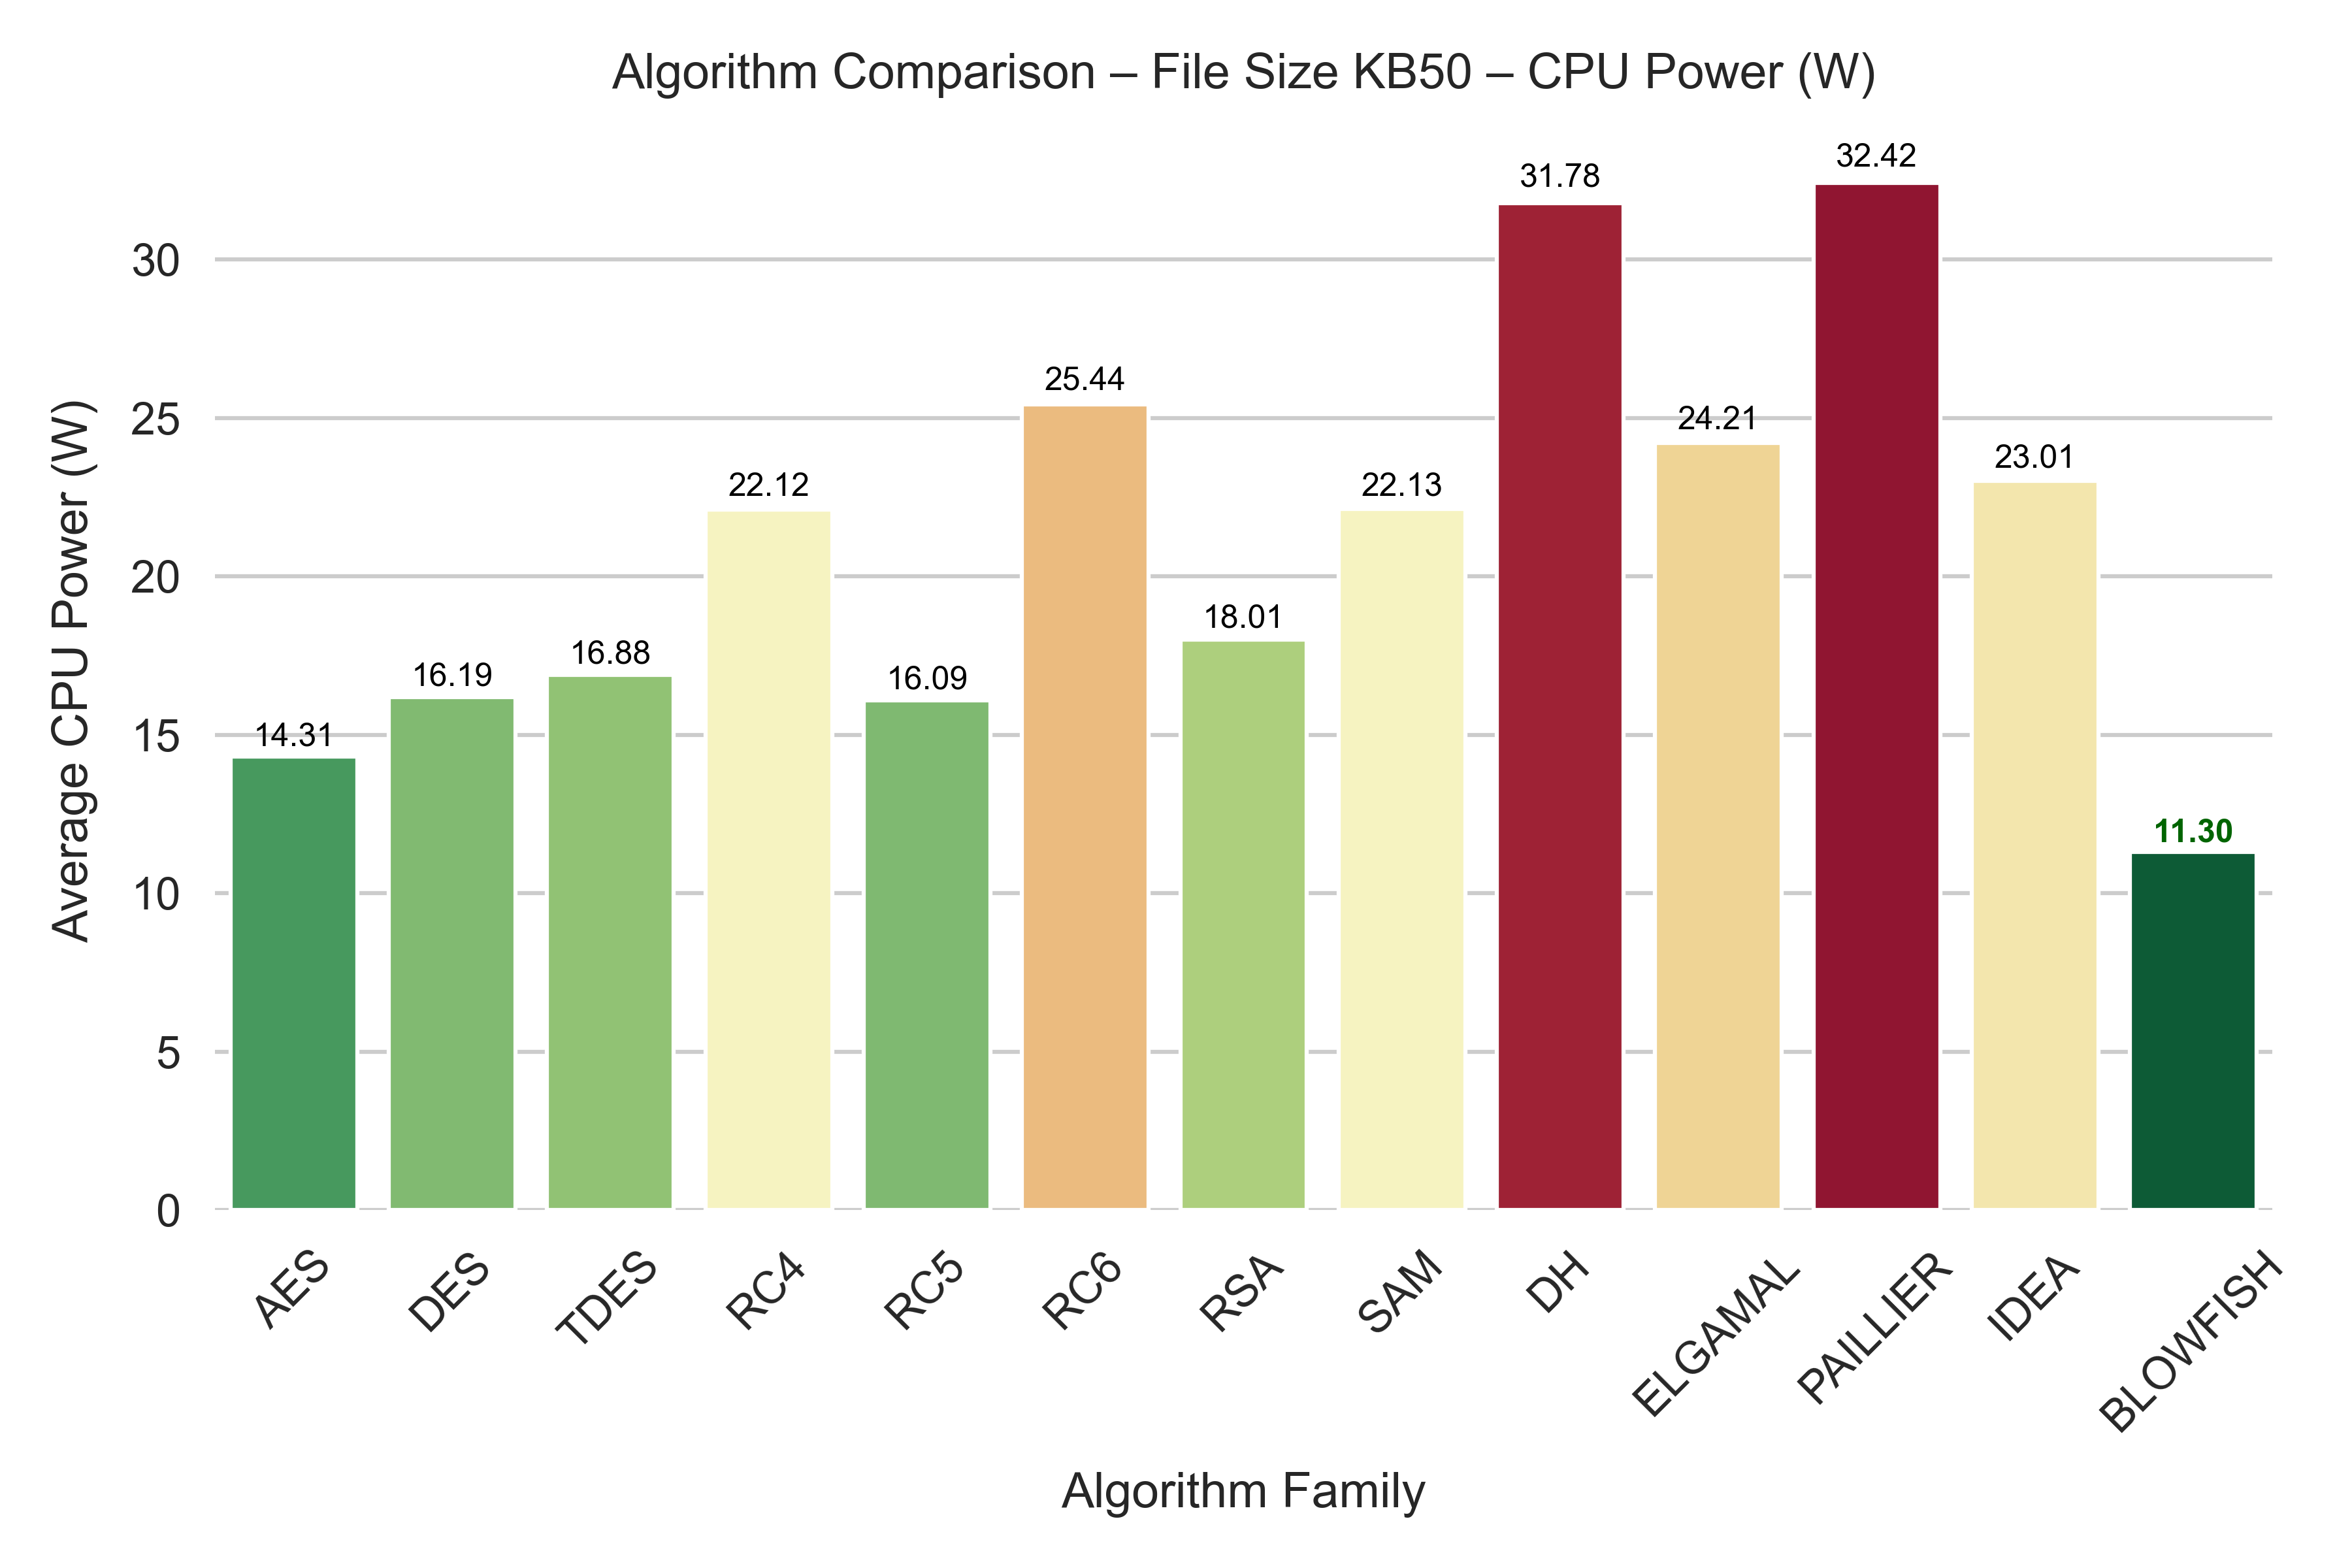 Algorithm Comparison – File Size KB50 – CPU Power (W)
Average CPU Power (W)
30
25
20
15
10
5
0
14.31
16.19
16.88
22.12
16.09
25.44
18.01
22.13
31.78
24.21
32.42
23.01
11.30
AES
DES
TDES
RC4
RC5
RC6
RSA
SAM
DH
ELGAMAL
PAILLIER
IDEA
BLOWFISH
Algorithm Family